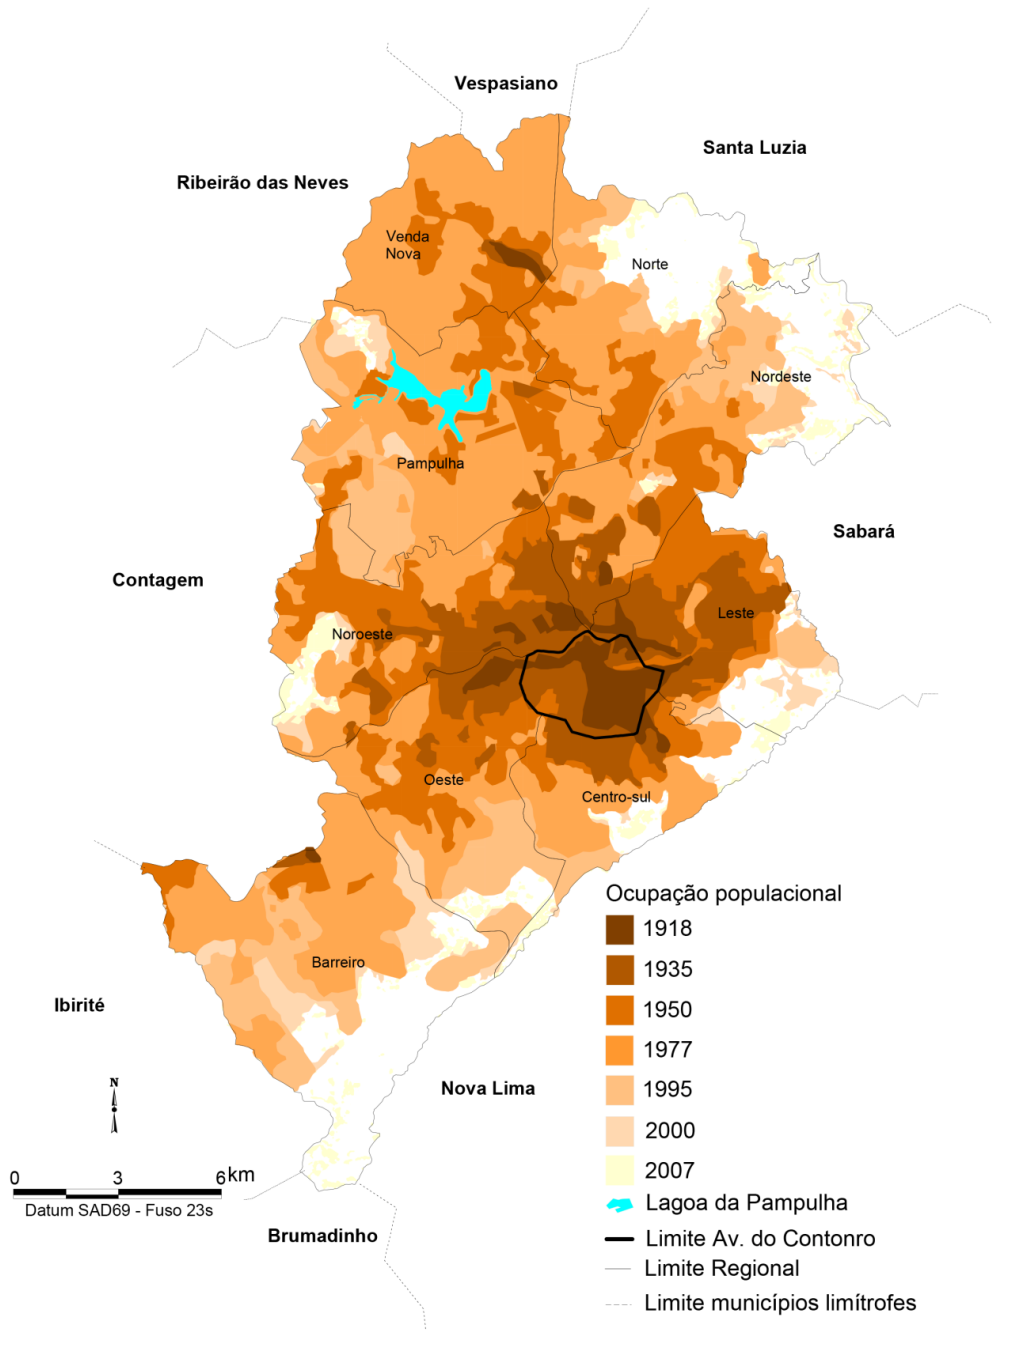 Vespasiano
Santa Luzia
Ribeirão das Neves
Venda
Nova
Norte
Nordeste
Pampulha
Sabará
Contagem
Leste
Noroeste
Oeste
Centro-sul
Ocupação populacional
1918
1935
Barreiro
Ibirité
1950
1977
N
Nova Lima
1995
2000
2007
0 3 6 km
Lagoa da Pampulha
Datum SAD69 - Fuso 23s
Brumadinho
Limite Av. do Contonro
Limite Regional
Limite municípios limítrofes